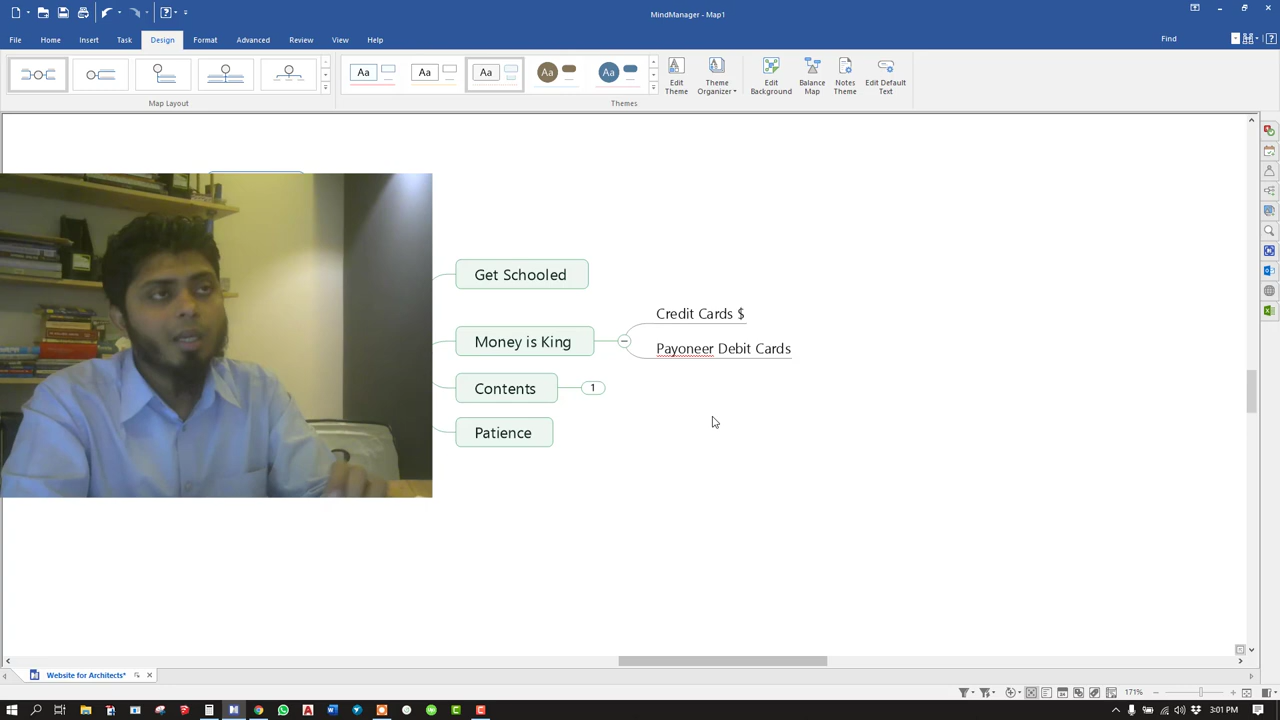 MindManager - Map1
File
Home
Insert
Task
Design
Format
Advanced
Review
View
Help
Find
Aa
Aa
Aa
Aa
Aa
Edit Theme
Theme Organizer
Edit Background
Balance Map
Notes Theme
Edit Default Text
Map Layout
Themes
Get Schooled
Money is King
Credit Cards $
Payoneer Debit Cards
Contents
1
Patience
Website for Architects*
171%
3:01 PM